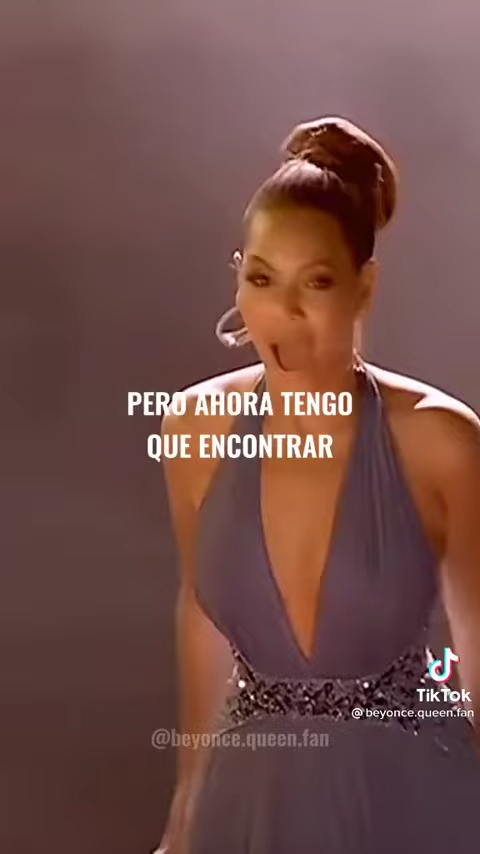 PERO AHORA TENGO
QUE ENCONTRAR
TikTok
@beyonce.queen.fan
@beyonce.queen.fan